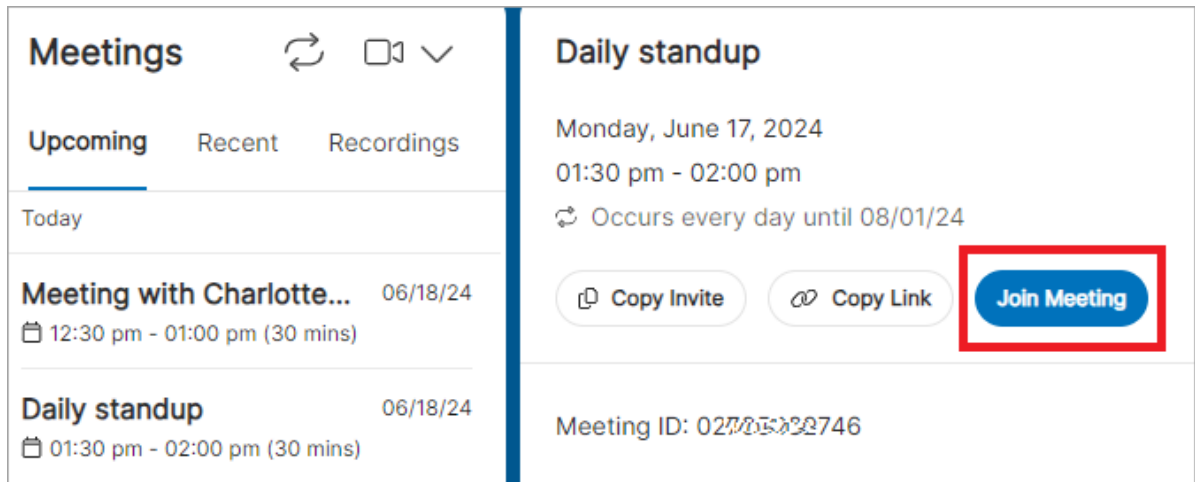 Meetings
Upcoming Recent Recordings
Today
Meeting with Charlotte... 06/18/24
12:30 pm - 01:00 pm (30 mins)
Daily standup 06/18/24
01:30 pm - 02:00 pm (30 mins)
Daily standup
Monday, June 17, 2024
01:30 pm - 02:00 pm
Occurs every day until 08/01/24
Copy Invite Copy Link Join Meeting
Meeting ID: